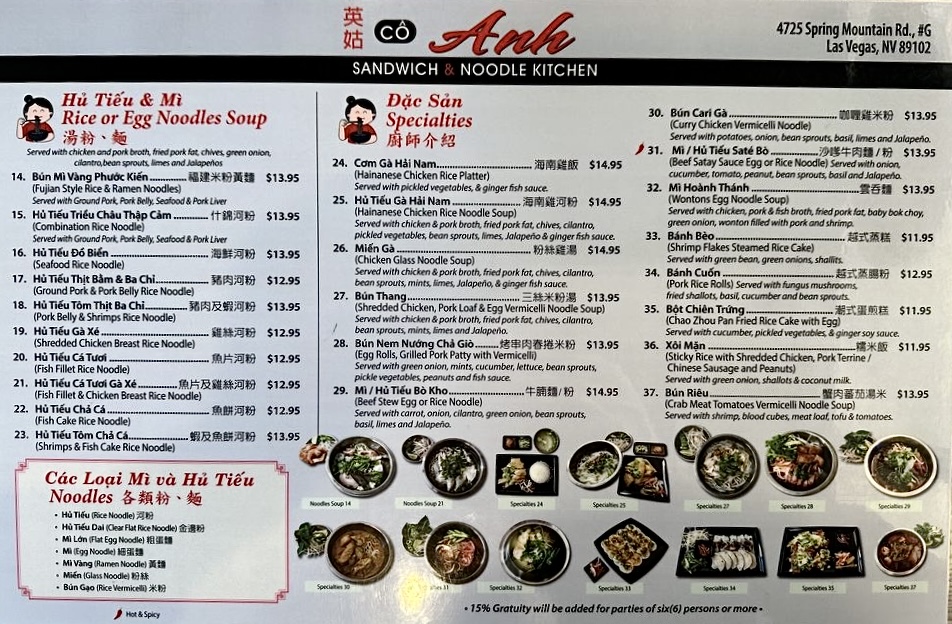 英姑 CÔ Anh
SANDWICH & NOODLE KITCHEN
4725 Spring Mountain Rd., #G
Las Vegas, NV 89102
Hủ Tiếu & Mì
Rice or Egg Noodles Soup
湯粉、麵
Served with chicken and pork broth, fried pork fat, chives, green onion,
cilantro,bean sprouts, limes and Jalapeños
14. Bún Mì Vàng Phước Kiến 福建米粉黃麵 $13.95
(Fujian Style Rice & Ramen Noodles)
Served with Ground Pork, Pork Belly, Seafood & Pork Liver
15. Hủ Tiếu Triều Châu Thập Cẩm 什錦河粉 $13.95
(Combination Rice Noodle)
Served with Ground Pork, Pork Belly, Seafood & Pork Liver
16. Hủ Tiếu Đồ Biển 海鮮河粉 $13.95
(Seafood Rice Noodle)
17. Hủ Tiếu Thịt Bằm & Ba Chỉ 豬肉河粉 $12.95
(Ground Pork & Pork Belly Rice Noodle)
18. Hủ Tiếu Tôm Thịt Ba Chỉ 豬肉及蝦河粉 $13.95
(Pork Belly & Shrimps Rice Noodle)
19. Hủ Tiếu Gà Xé 雞絲河粉 $12.95
(Shredded Chicken Breast Rice Noodle)
20. Hủ Tiếu Cá Tươi 魚片河粉 $12.95
(Fish Fillet Rice Noodle)
21. Hủ Tiếu Cá Tươi Gà Xé 魚片及雞絲河粉 $12.95
(Fish Fillet & Chicken Breast Rice Noodle)
22. Hủ Tiếu Chả Cá 魚餅河粉 $12.95
(Fish Cake Rice Noodle)
23. Hủ Tiếu Tôm Chả Cá 蝦及魚餅河粉 $13.95
(Shrimps & Fish Cake Rice Noodle)
Các Loại Mì và Hủ Tiếu
Noodles 各類粉、麵
• Hủ Tiếu (Rice Noodle) 河粉
• Hủ Tiếu Dai (Clear Flat Rice Noodle) 金邊粉
• Mì Lớn (Flat Egg Noodle) 粗蛋麵
• Mì (Egg Noodle) 細蛋麵
• Mì Vàng (Ramen Noodle) 黃麵
• Miến (Glass Noodle) 粉絲
• Bún Gạo (Rice Vermicelli) 米粉
Hot & Spicy
Đặc Sản
Specialties
廚師介紹
24. Cơm Gà Hải Nam 海南雞飯 $14.95
(Hainanese Chicken Rice Platter)
Served with pickled vegetables, & ginger fish sauce.
25. Hủ Tiếu Gà Hải Nam 海南雞河粉 $14.95
(Hainanese Chicken Rice Noodle Soup)
Served with chicken & pork broth, fried pork fat, chives, cilantro,
pickled vegetables, bean sprouts, limes, Jalapeño & ginger fish sauce.
26. Miến Gà 粉絲雞湯 $14.95
(Chicken Glass Noodle Soup)
Served with chicken & pork broth, fried pork fat, chives, cilantro,
bean sprouts, mints, limes, Jalapeño, & ginger fish sauce.
27. Bún Thang 三絲米粉湯 $13.95
(Shredded Chicken, Pork Loaf & Egg Vermicelli Noodle Soup)
Served with chicken & pork broth, fried pork fat, chives, cilantro,
bean sprouts, mints, limes and Jalapeño.
28. Bún Nem Nướng Chả Giò 烤串肉春捲米粉 $13.95
(Egg Rolls, Grilled Pork Patty with Vermicelli)
Served with green onion, mints, cucumber, lettuce, bean sprouts,
pickle vegetables, peanuts and fish sauce.
29. Mì / Hủ Tiếu Bò Kho 牛腩麵 / 粉 $14.95
(Beef Stew Egg or Rice Noodle)
Served with carrot, onion, cilantro, green onion, bean sprouts,
basil, limes and Jalapeño.
30. Bún Cari Gà 咖喱雞米粉 $13.95
(Curry Chicken Vermicelli Noodle)
Served with potatoes, onion, bean sprouts, basil, limes and Jalapeño.
31. Mì / Hủ Tiếu Saté Bò 沙嗲牛肉麵 / 粉 $13.95
(Beef Satay Sauce Egg or Rice Noodle) Served with onion,
cucumber, tomato, peanut, bean sprouts, basil and Jalapeño.
32. Mì Hoành Thánh 雲吞麵 $13.95
(Wontons Egg Noodle Soup)
Served with chicken, pork & fish broth, fried pork fat, baby bok choy,
green onion, wonton filled with pork and shrimp.
33. Bánh Bèo 越式蒸糕 $11.95
(Shrimp Flakes Steamed Rice Cake)
Served with green bean, green onions, shallits.
34. Bánh Cuốn 越式蒸腸粉 $12.95
(Pork Rice Rolls) Served with fungus mushrooms,
fried shallots, basil, cucumber and bean sprouts.
35. Bột Chiên Trứng 潮式蛋煎糕 $11.95
(Chao Zhou Pan Fried Rice Cake with Egg)
Served with cucumber, pickled vegetables, & ginger soy sauce.
36. Xôi Mặn 糯米飯 $11.95
(Sticky Rice with Shredded Chicken, Pork Terrine /
Chinese Sausage and Peanuts)
Served with green onion, shallots & coconut milk.
37. Bún Riêu 蟹肉蕃茄湯米 $13.95
(Crab Meat Tomatoes Vermicelli Noodle Soup)
Served with shrimp, blood cubes, meat loaf, tofu & tomatoes.
Noodles Soup 14
Noodles Soup 21
Specialties 24
Specialties 25
Specialties 27
Specialties 28
Specialties 29
Specialties 30
Specialties 31
Specialties 32
Specialties 33
Specialties 34
Specialties 35
Specialties 37
• 15% Gratuity will be added for parties of six(6) persons or more •